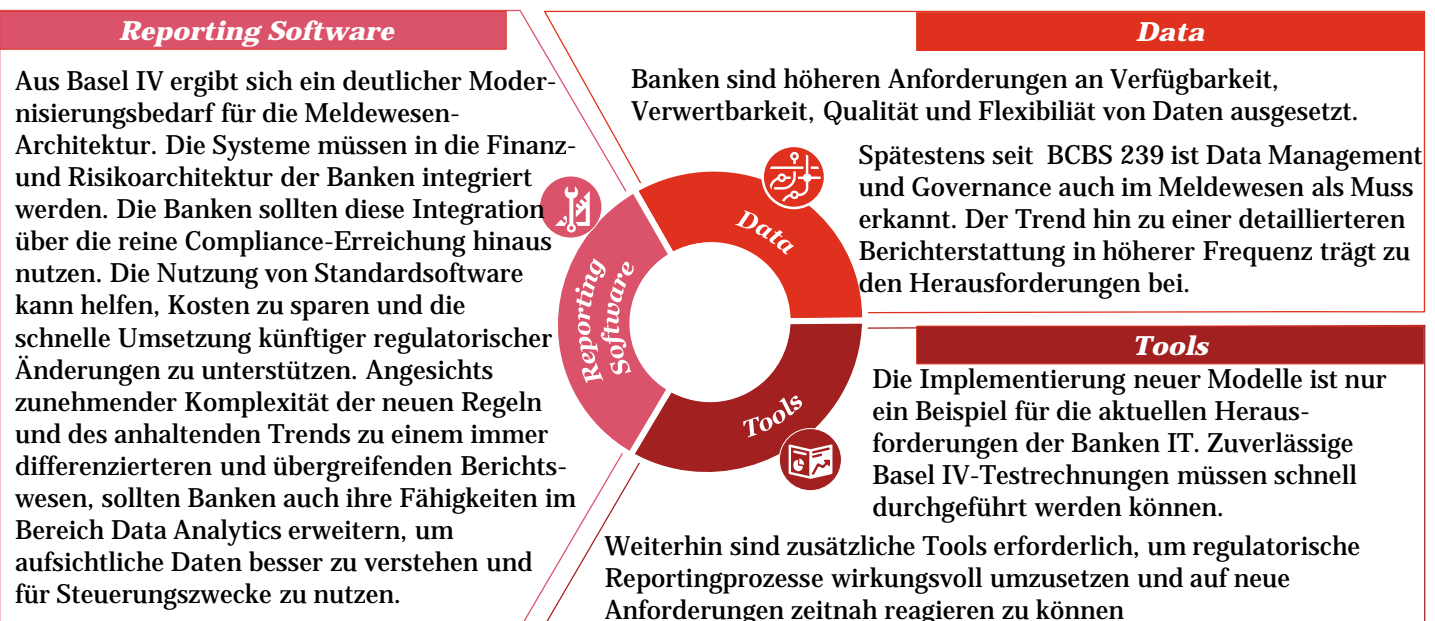 Reporting Software
Aus Basel IV ergibt sich ein deutlicher Moder-
nisierungsbedarf für die Meldewesen-
Architektur. Die Systeme müssen in die Finanz-
und Risikoarchitektur der Banken integriert
werden. Die Banken sollten diese Integration
über die reine Compliance-Erreichung hinaus
nutzen. Die Nutzung von Standardsoftware
kann helfen, Kosten zu sparen und die
schnelle Umsetzung künftiger regulatorischer
Änderungen zu unterstützen. Angesichts
zunehmender Komplexität der neuen Regeln
und des anhaltenden Trends zu einem immer
differenzierteren und übergreifenden Berichts-
wesen, sollten Banken auch ihre Fähigkeiten im
Bereich Data Analytics erweitern, um
aufsichtliche Daten besser zu verstehen und
für Steuerungszwecke zu nutzen.
Reporting
Software
Data
Tools
Data
Banken sind höheren Anforderungen an Verfügbarkeit,
Verwertbarkeit, Qualität und Flexibiliät von Daten ausgesetzt.
Spätestens seit BCBS 239 ist Data Management
und Governance auch im Meldewesen als Muss
erkannt. Der Trend hin zu einer detaillierteren
Berichterstattung in höherer Frequenz trägt zu
den Herausforderungen bei.
Tools
Die Implementierung neuer Modelle ist nur
ein Beispiel für die aktuellen Heraus-
forderungen der Banken IT. Zuverlässige
Basel IV-Testrechnungen müssen schnell
durchgeführt werden können.
Weiterhin sind zusätzliche Tools erforderlich, um regulatorische
Reportingprozesse wirkungsvoll umzusetzen und auf neue
Anforderungen zeitnah reagieren zu können